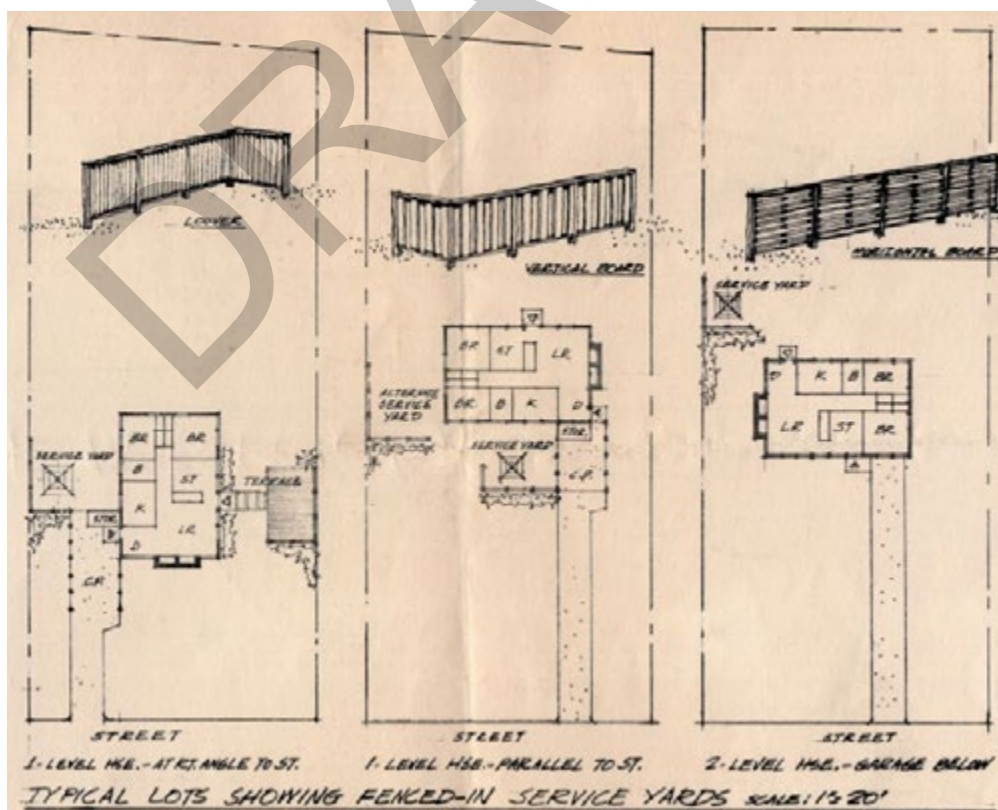 DRA
LOUVER
SERVICE YARD
BR
BR
B
ST
K
LR
D
STOR.
C.P.
TERRACE
STREET
1-LEVEL HSE.-AT RT. ANGLE TO ST.
VERTICAL BOARD
BR
ST
LR
ALTERNATE
SERVICE
YARD
BR
B
K
D
STOR.
SERVICE YARD
C.P.
STREET
1-LEVEL HSE.-PARALLEL TO ST.
HORIZONTAL BOARD
SERVICE YARD
D
K
B
BR
LR
ST
BR
STREET
2-LEVEL HSE.-GARAGE BELOW
TYPICAL LOTS SHOWING FENCED-IN SERVICE YARDS SCALE: 1"=20'